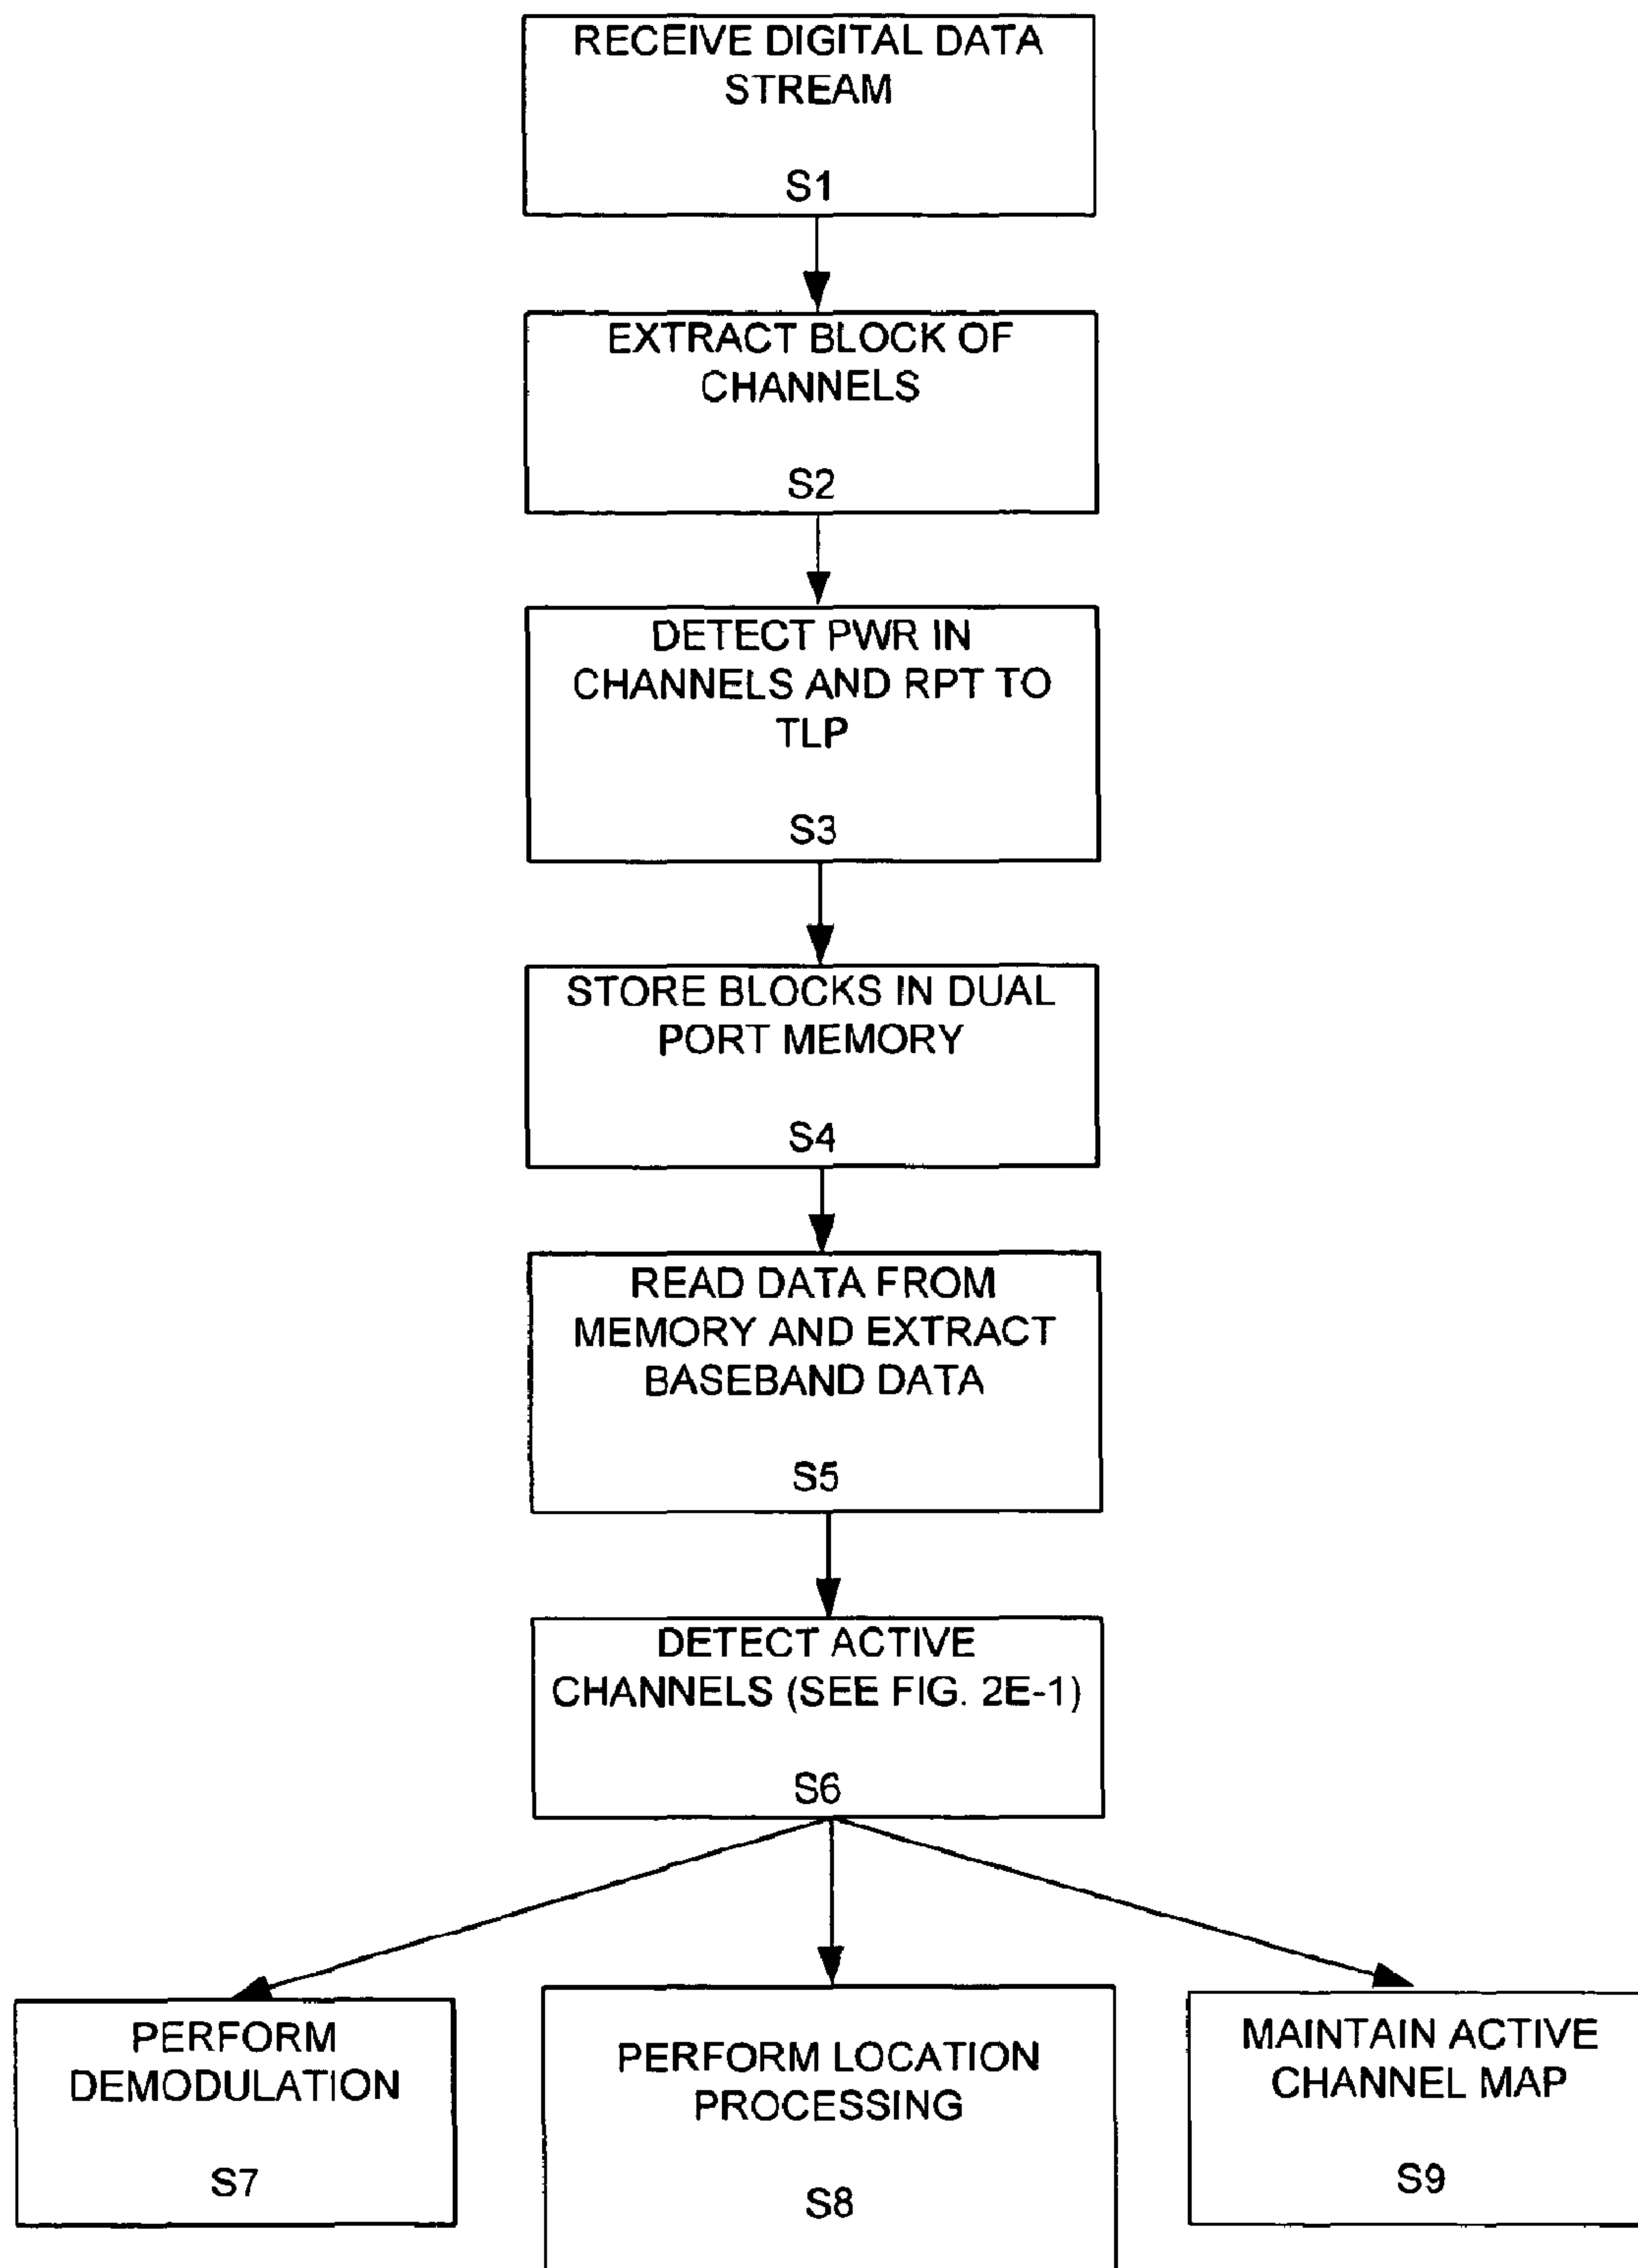 RECEIVE DIGITAL DATA
STREAM
S1
EXTRACT BLOCK OF
CHANNELS
S2
DETECT PWR IN
CHANNELS AND RPT TO
TLP
S3
STORE BLOCKS IN DUAL
PORT MEMORY
S4
READ DATA FROM
MEMORY AND EXTRACT
BASEBAND DATA
S5
DETECT ACTIVE
CHANNELS (SEE FIG. 2E-1)
S6
PERFORM
DEMODULATION
S7
PERFORM LOCATION
PROCESSING
S8
MAINTAIN ACTIVE
CHANNEL MAP
S9